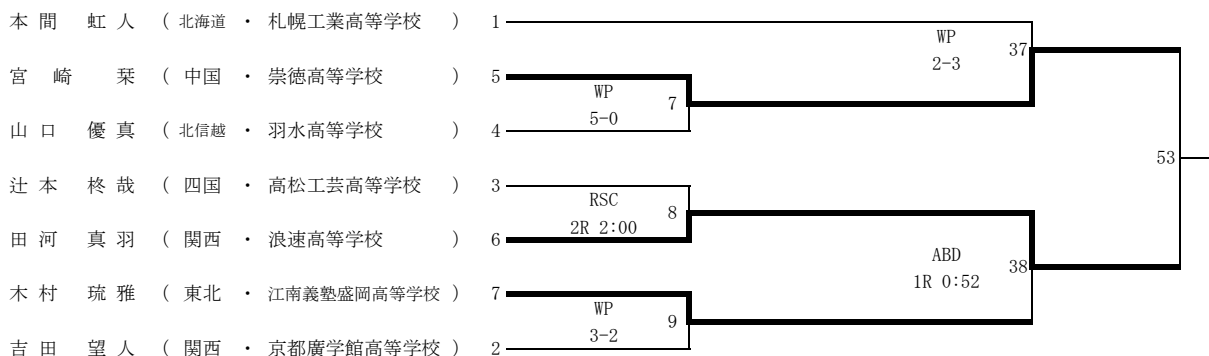 本間 虹人 ( 北海道 ・ 札幌工業高等学校 ) 1
WP 37
2-3
宮崎 栞 ( 中国 ・ 崇徳高等学校 ) 5
WP 7
5-0
山口 優真 ( 北信越 ・ 羽水高等学校 ) 4
53
辻本 柊哉 ( 四国 ・ 高松工芸高等学校 ) 3
RSC 8
2R 2:00
田河 真羽 ( 関西 ・ 浪速高等学校 ) 6
ABD 38
1R 0:52
木村 琉雅 ( 東北 ・ 江南義塾盛岡高等学校 ) 7
WP 9
3-2
吉田 望人 ( 関西 ・ 京都廣学館高等学校 ) 2